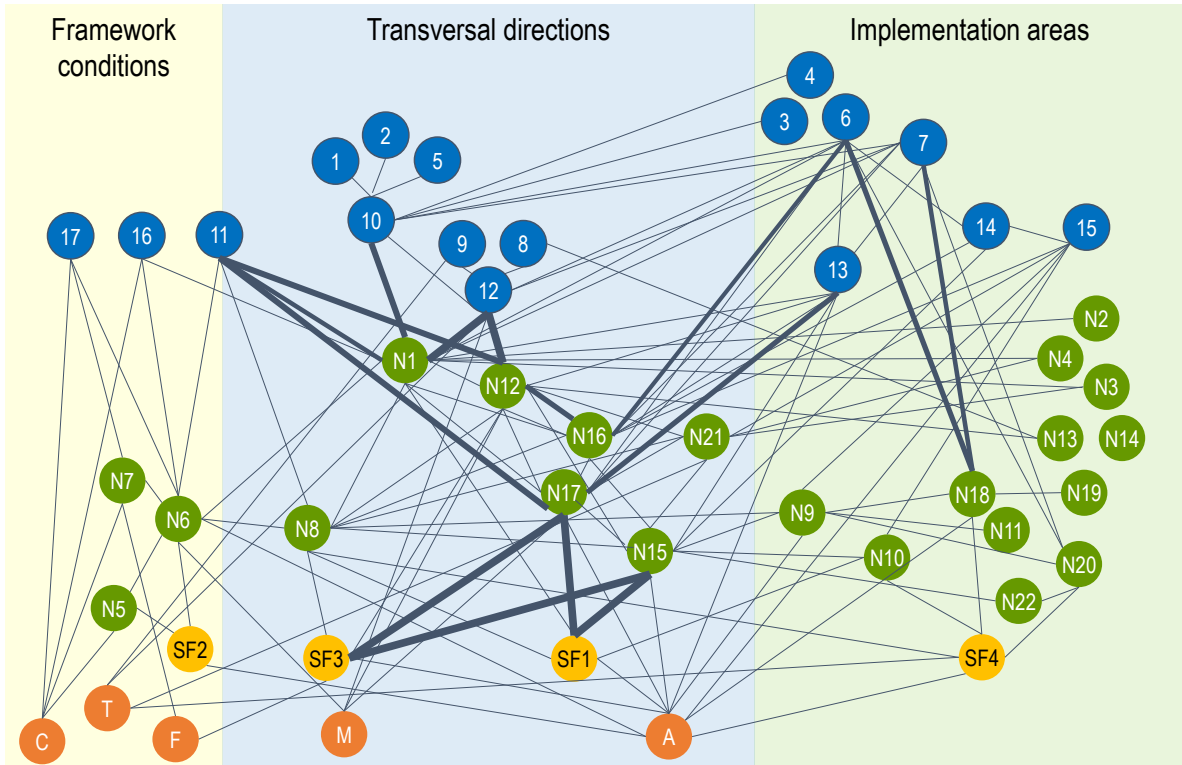 Framework
conditions
Transversal directions
Implementation areas
4
3
6
2
7
1
5
10
17
16
11
9
8
14
15
12
13
N2
N1
N4
N12
N3
N16
N21
N13
N14
N7
N17
N18
N19
N6
N8
N9
N11
N15
N10
N20
N5
N22
SF2
SF3
SF1
SF4
T
C
F
M
A